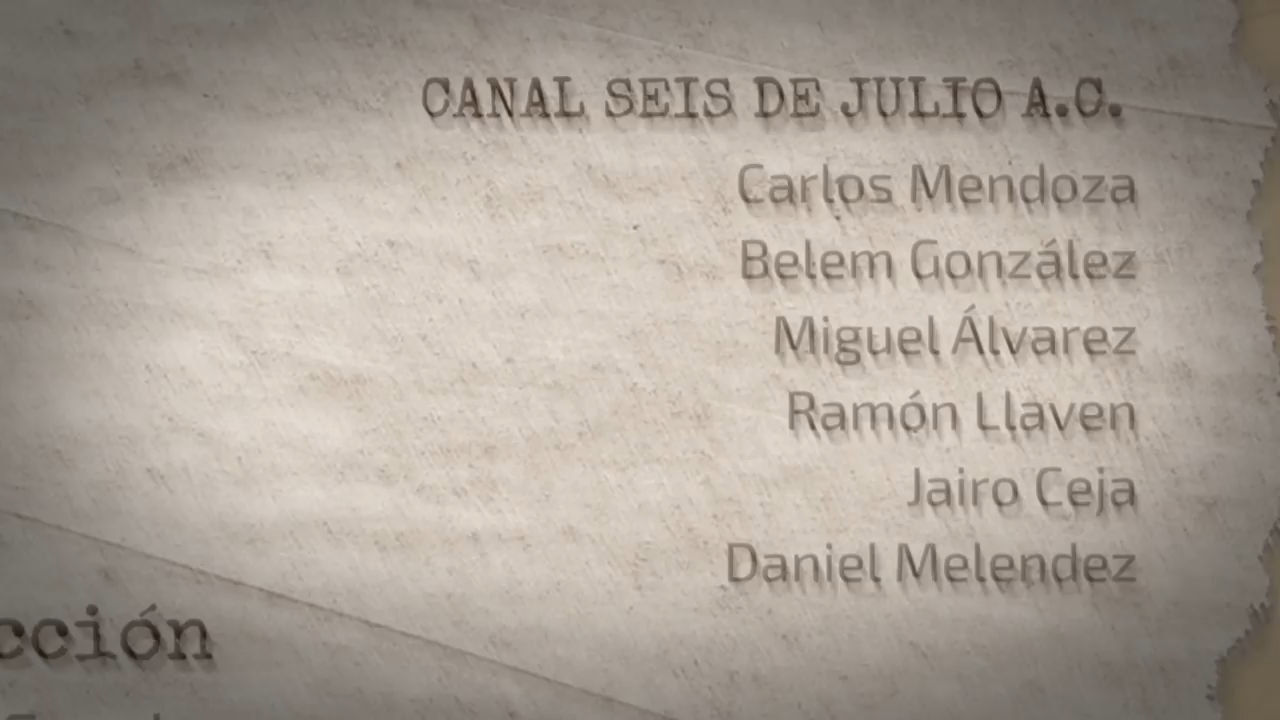 CANAL SEIS DE JULIO A.C.
Carlos Mendoza
Belem González
Miguel Álvarez
Ramón Llaven
Jairo Ceja
Daniel Melendez
cción